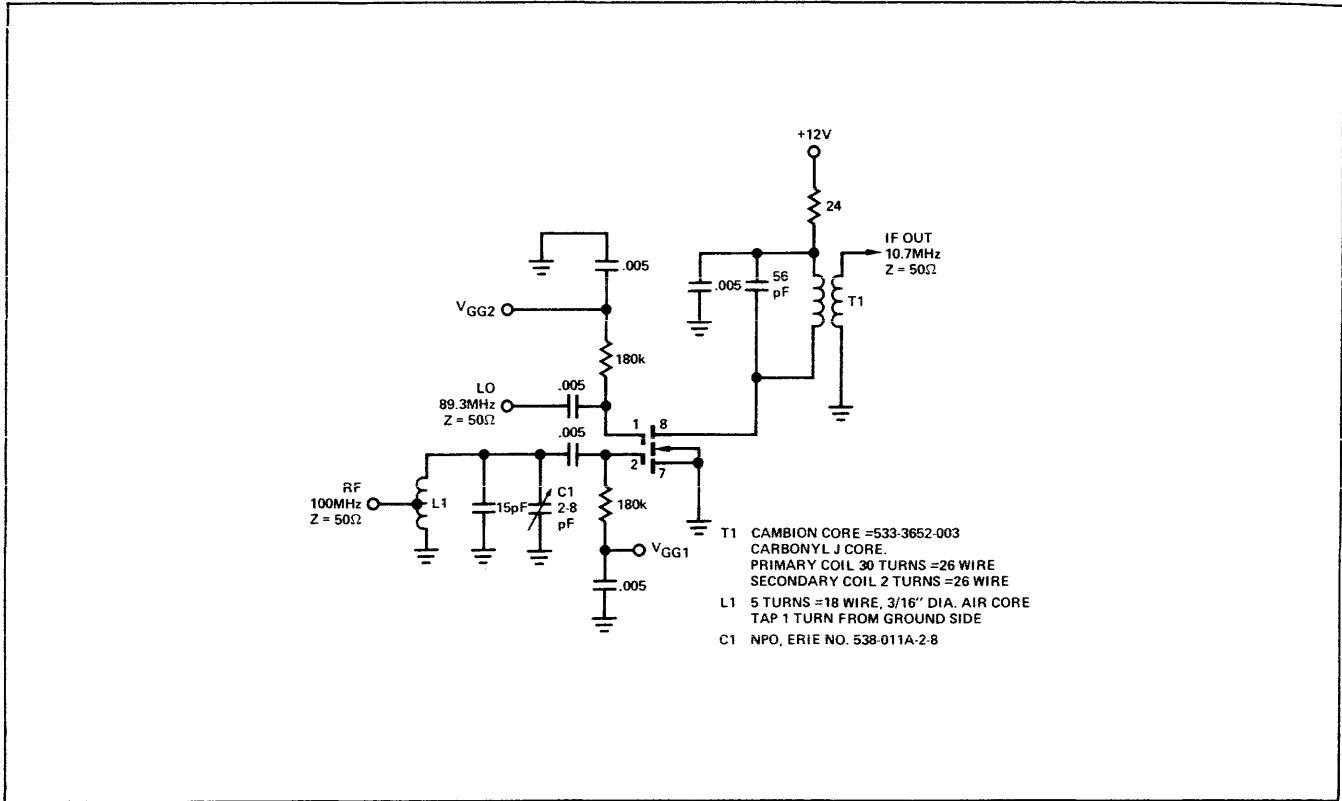 +12V
24
IF OUT
10.7MHz
Z = 50Ω
.005
.005
56
pF
T1
VGG2
180k
LO
89.3MHz
Z = 50Ω
.005
1
8
.005
2
7
RF
100MHz
Z = 50Ω
L1
15pF
C1
2-8
pF
180k
VGG1
.005
T1 CAMBION CORE =533-3652-003
CARBONYL J CORE.
PRIMARY COIL 30 TURNS =26 WIRE
SECONDARY COIL 2 TURNS =26 WIRE
L1 5 TURNS =18 WIRE, 3/16" DIA. AIR CORE
TAP 1 TURN FROM GROUND SIDE
C1 NPO, ERIE NO. 538-011A-2-8